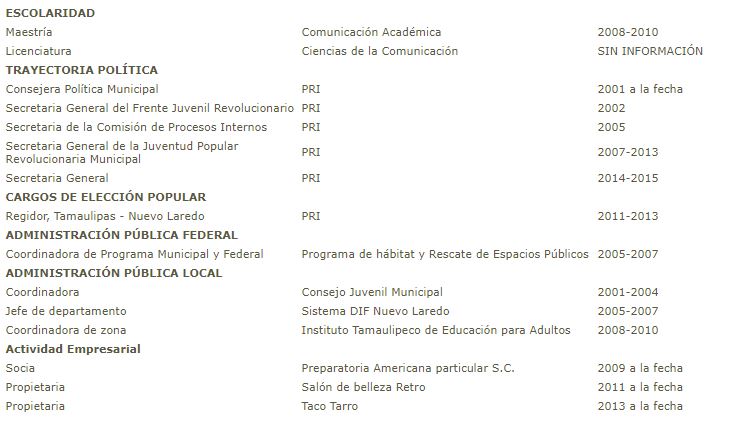 ESCOLARIDAD
Maestría Comunicación Académica 2008-2010
Licenciatura Ciencias de la Comunicación SIN INFORMACIÓN
TRAYECTORIA POLÍTICA
Consejera Política Municipal PRI 2001 a la fecha
Secretaria General del Frente Juvenil Revolucionario PRI 2002
Secretaria de la Comisión de Procesos Internos PRI 2005
Secretaria General de la Juventud Popular
Revolucionaria Municipal PRI 2007-2013
Secretaria General PRI 2014-2015
CARGOS DE ELECCIÓN POPULAR
Regidor, Tamaulipas - Nuevo Laredo PRI 2011-2013
ADMINISTRACIÓN PÚBLICA FEDERAL
Coordinadora de Programa Municipal y Federal Programa de hábitat y Rescate de Espacios Públicos 2005-2007
ADMINISTRACIÓN PÚBLICA LOCAL
Coordinadora Consejo Juvenil Municipal 2001-2004
Jefe de departamento Sistema DIF Nuevo Laredo 2005-2007
Coordinadora de zona Instituto Tamaulipeco de Educación para Adultos 2008-2010
Actividad Empresarial
Socia Preparatoria Americana particular S.C. 2009 a la fecha
Propietaria Salón de belleza Retro 2011 a la fecha
Propietaria Taco Tarro 2013 a la fecha